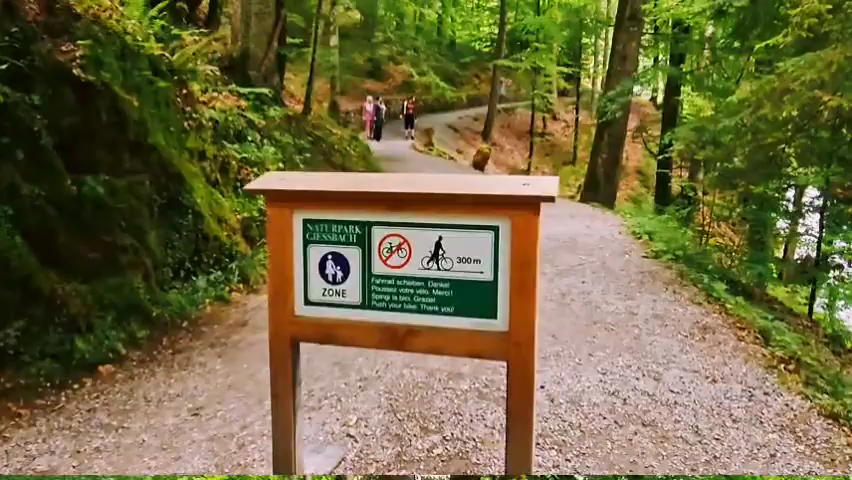 NATURPARK
GIESSBACH
ZONE
300 m
Fahrrad schieben. Danke!
Poussez votre vélo. Merci!
Spingi la bici. Grazie!
Push your bike. Thank you!